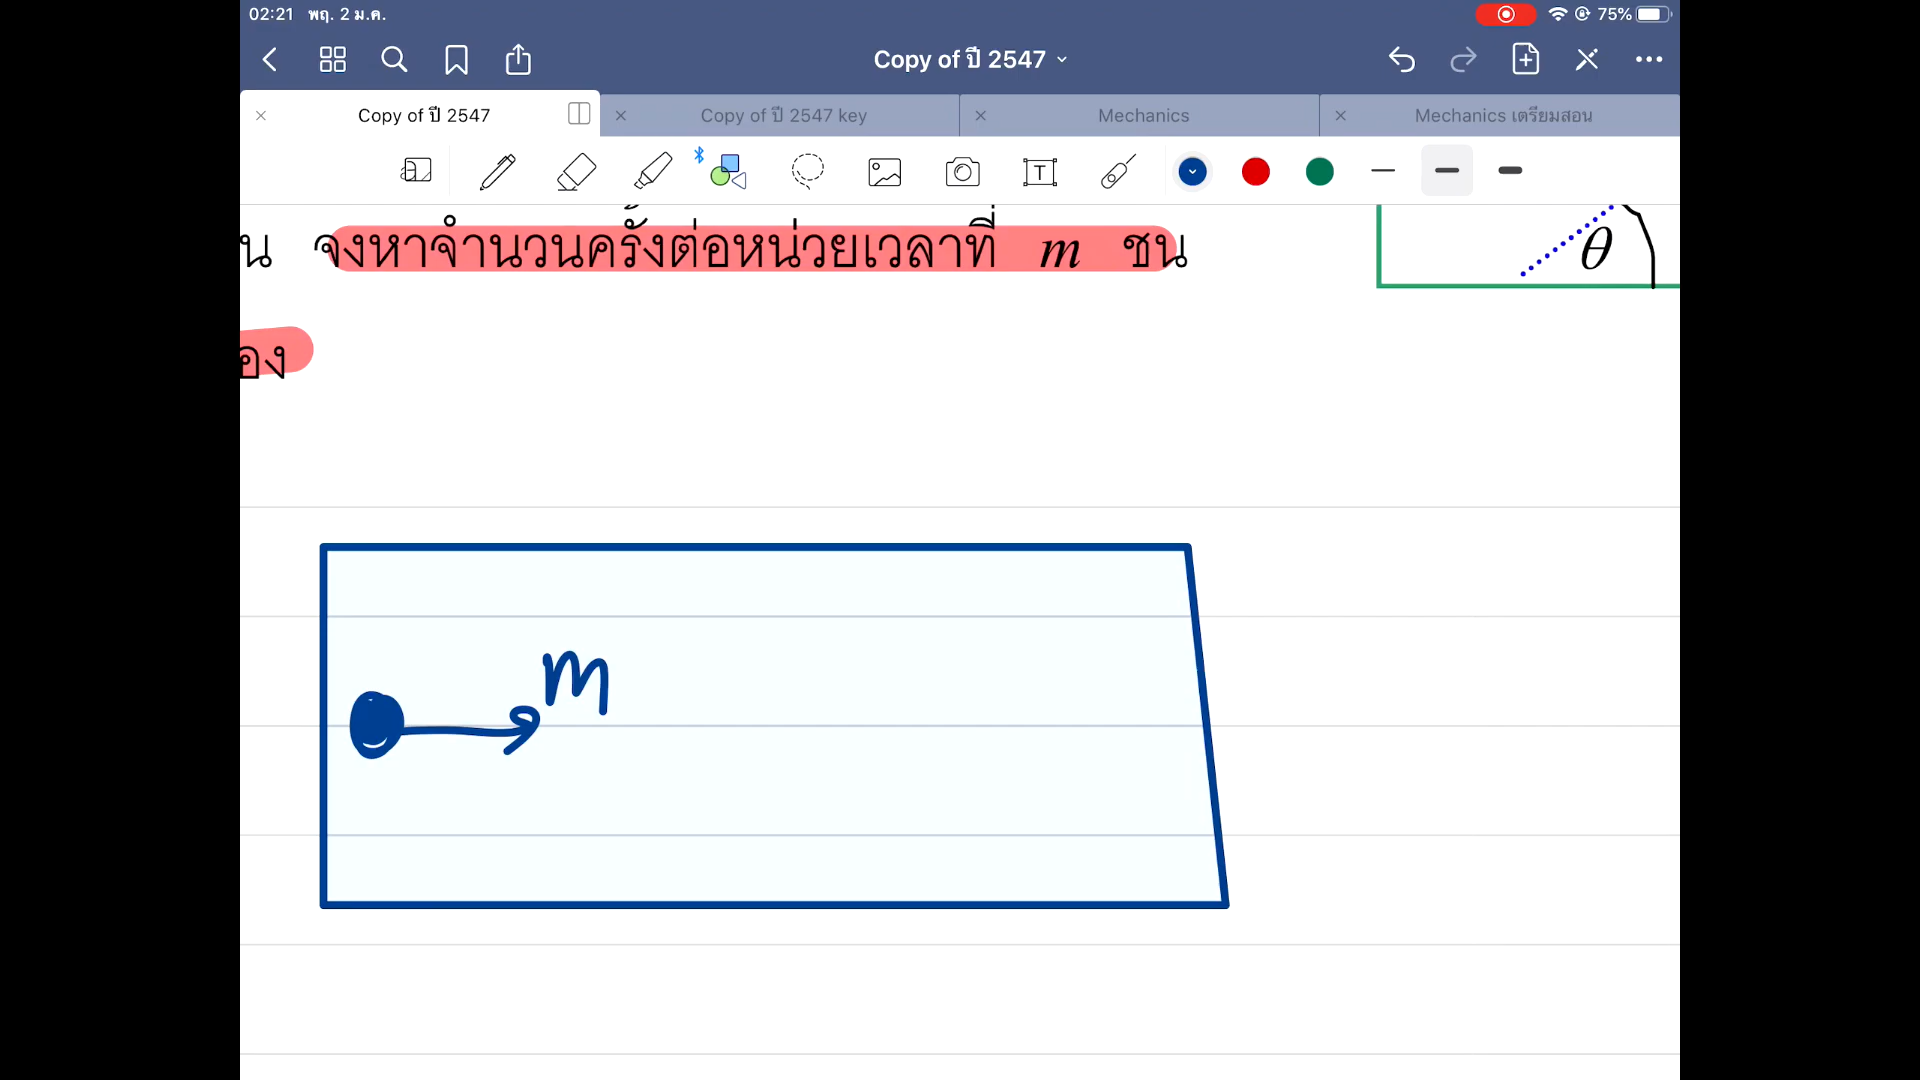 02:21 พฤ. 2 ม.ค. 75%
Copy of ปี 2547
Copy of ปี 2547 Copy of ปี 2547 key Mechanics Mechanics เตรียมสอน
T
น จงหาจำนวนครั้งต่อหน่วยเวลาที่ m ชน
θ
อง
m